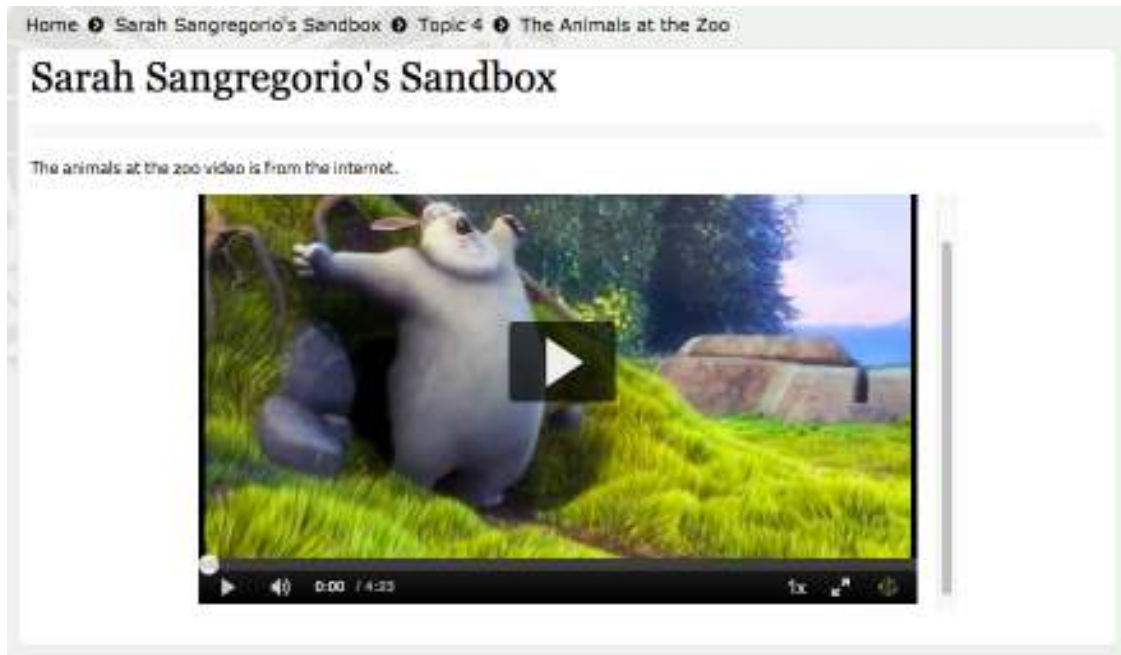 Home Sarah Sangregorio's Sandbox Topic 4 The Animals at the Zoo
Sarah Sangregorio's Sandbox
The animals at the zoo video is from the internet.
0:00 / 4:23 1x